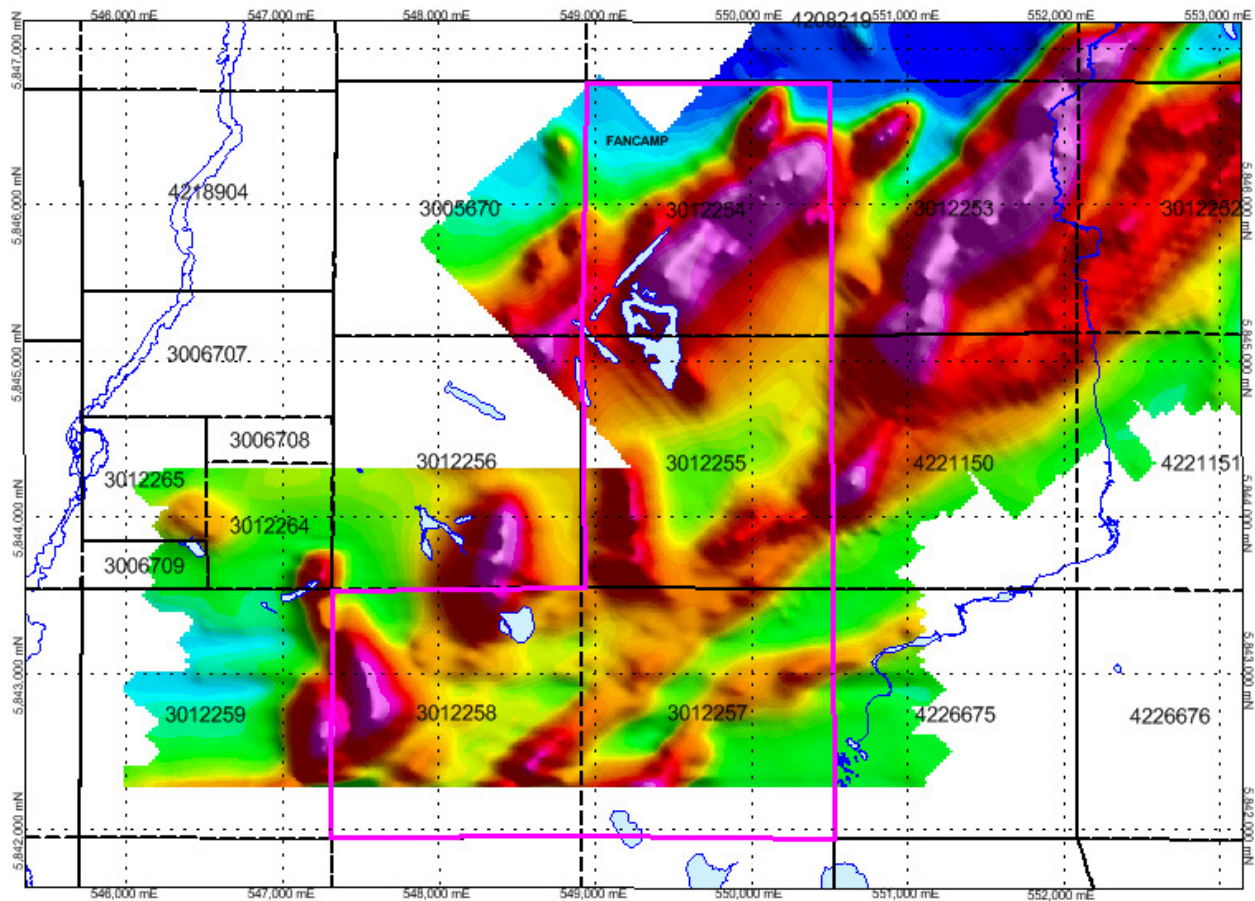 546,000 mE
547,000 mE
548,000 mE
549,000 mE
550,000 mE
551,000 mE
552,000 mE
553,000 mE
4208219
5,847,000 mN
5,847,000 mN
FANCAMP
4218904
3005670
3012254
3012253
3012252
5,846,000 mN
5,846,000 mN
3006707
5,845,000 mN
5,845,000 mN
3006708
3012265
3012256
3012255
4221150
4221151
3012264
5,844,000 mN
5,844,000 mN
3006709
5,843,000 mN
5,843,000 mN
3012259
3012258
3012257
4226675
4226676
5,842,000 mN
5,842,000 mN
546,000 mE
547,000 mE
548,000 mE
549,000 mE
550,000 mE
551,000 mE
552,000 mE